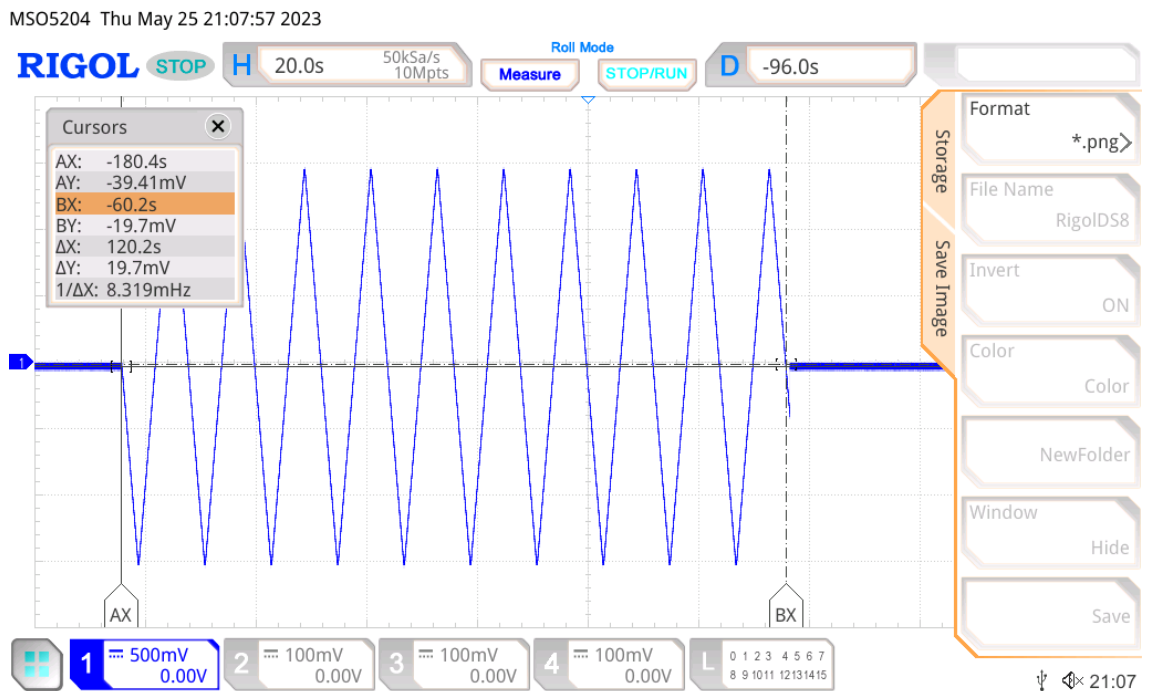 MSO5204 Thu May 25 21:07:57 2023
RIGOL STOP H 20.0s 50kSa/s 10Mpts Roll Mode Measure STOP/RUN D -96.0s
Cursors
AX: -180.4s
AY: -39.41mV
BX: -60.2s
BY: -19.7mV
ΔX: 120.2s
ΔY: 19.7mV
1/ΔX: 8.319mHz
1
AX
BX
Storage
Save Image
Format
*.png
File Name
RigolDS8
Invert
ON
Color
Color
NewFolder
Window
Hide
Save
1 500mV
0.00V
2 100mV
0.00V
3 100mV
0.00V
4 100mV
0.00V
L 0 1 2 3 4 5 6 7
8 9 10 11 12 13 14 15
21:07